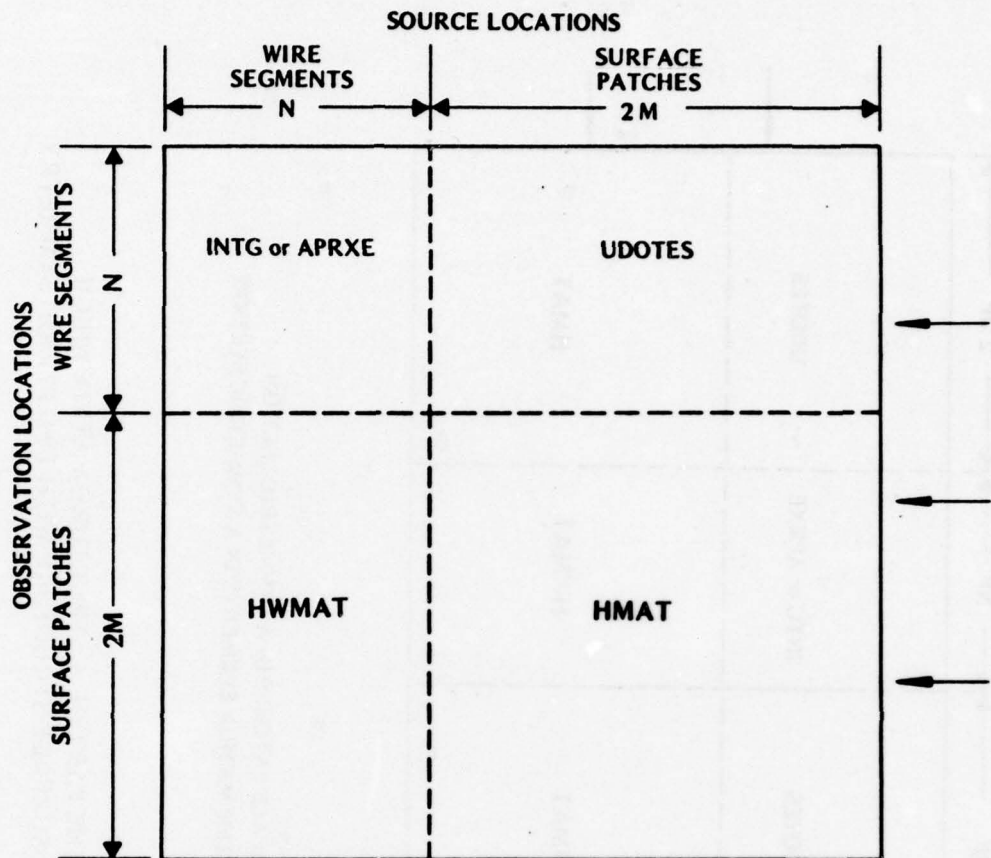 SOURCE LOCATIONS
WIRE
SEGMENTS
N
SURFACE
PATCHES
2 M
OBSERVATION LOCATIONS
WIRE SEGMENTS
N
INTG or APRXE
UDOTES
SURFACE PATCHES
2M
HWMAT
HMAT